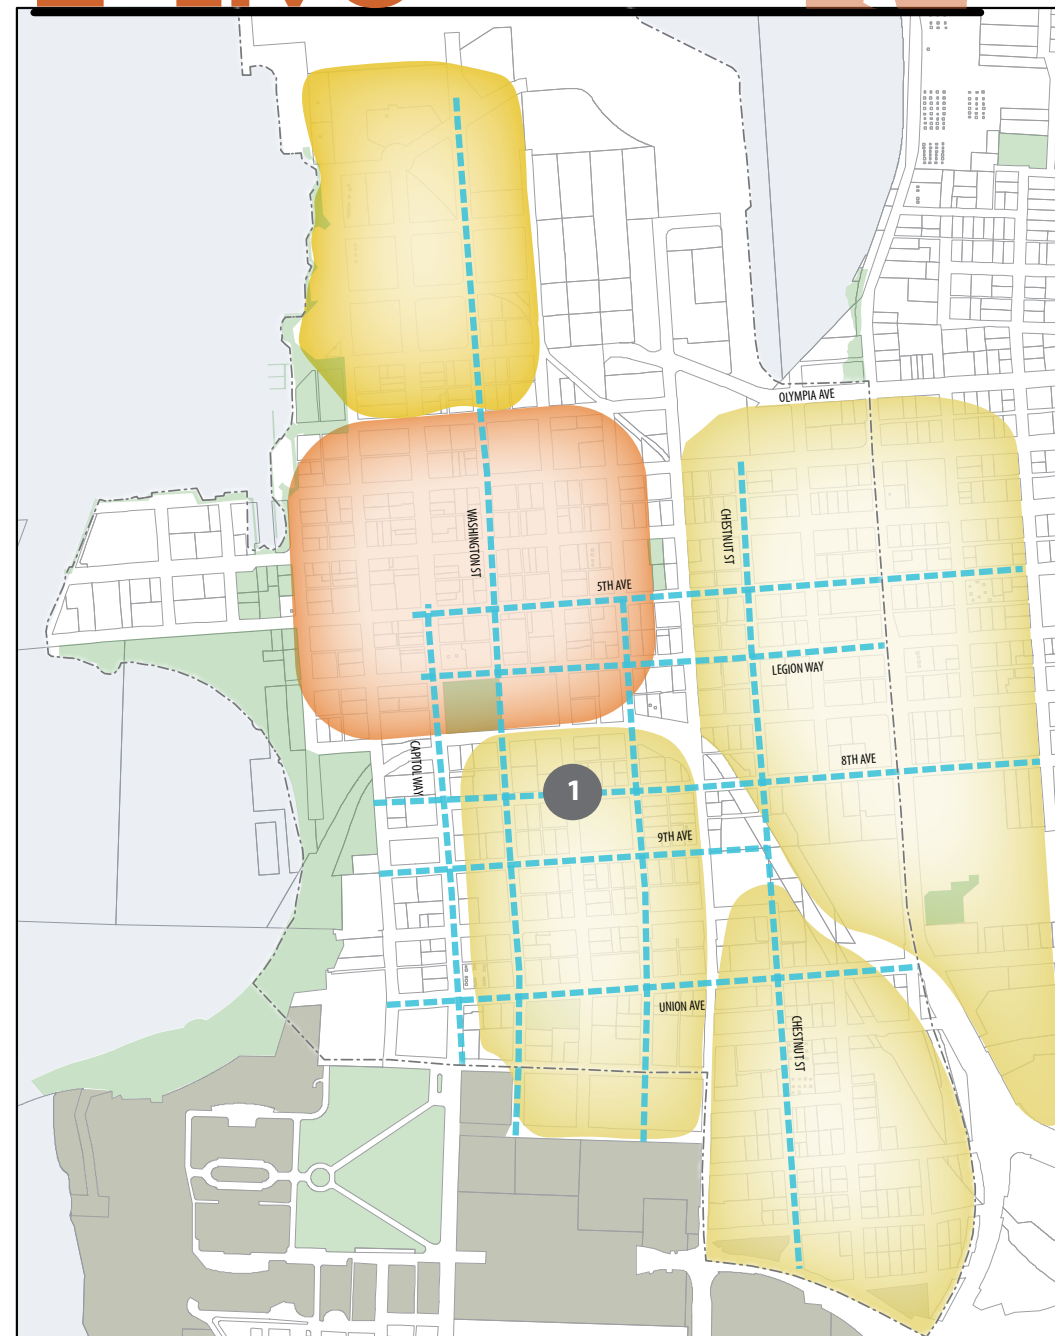 OLYMPIA AVE
WASHINGTON ST
CHESTNUT ST
5TH AVE
LEGION WAY
CAPITOL WAY
8TH AVE
1
9TH AVE
UNION AVE
CHESTNUT ST